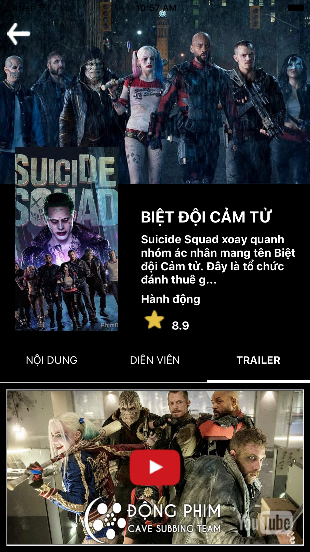 10:57 AM
SUICIDE
SQUAD
BIỆT ĐỘI CẢM TỬ
Suicide Squad xoay quanh
nhóm ác nhân mang tên Biệt
đội Cảm tử. Đây là tổ chức
đánh thuê g...
Hành động
8.9
NỘI DUNG
DIỄN VIÊN
TRAILER
ĐỘNG PHIM
CAVE SUBBING TEAM
YouTube